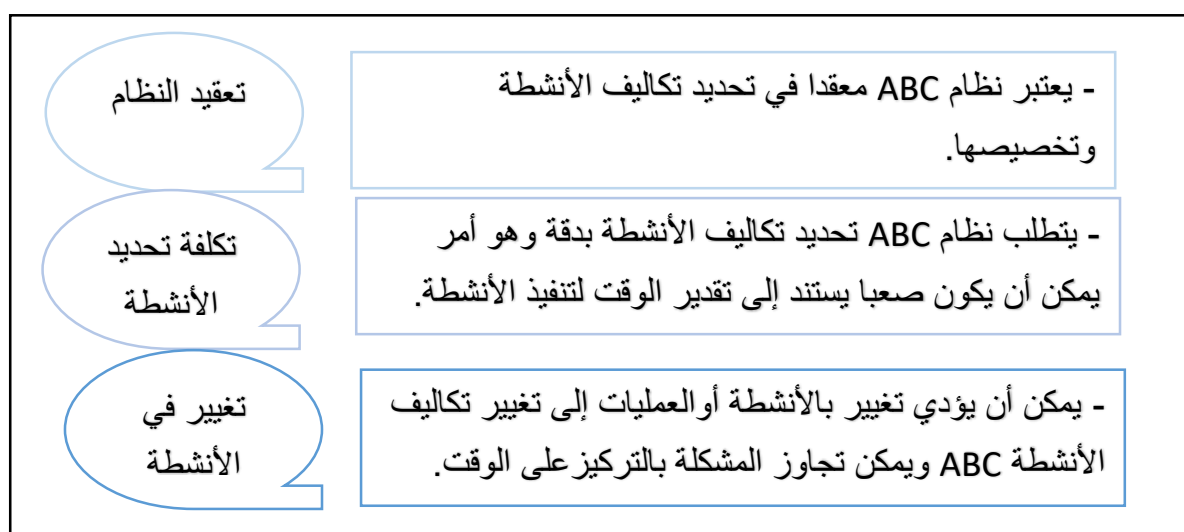 تعقيد النظام
- يعتبر نظام ABC معقدا في تحديد تكاليف الأنشطة
وتخصيصها.
تكلفة تحديد
الأنشطة
- يتطلب نظام ABC تحديد تكاليف الأنشطة بدقة وهو أمر
يمكن أن يكون صعبا يستند إلى تقدير الوقت لتنفيذ الأنشطة.
تغيير في
الأنشطة
- يمكن أن يؤدي تغيير بالأنشطة أوالعمليات إلى تغيير تكاليف
الأنشطة ABC ويمكن تجاوز المشكلة بالتركيز على الوقت.